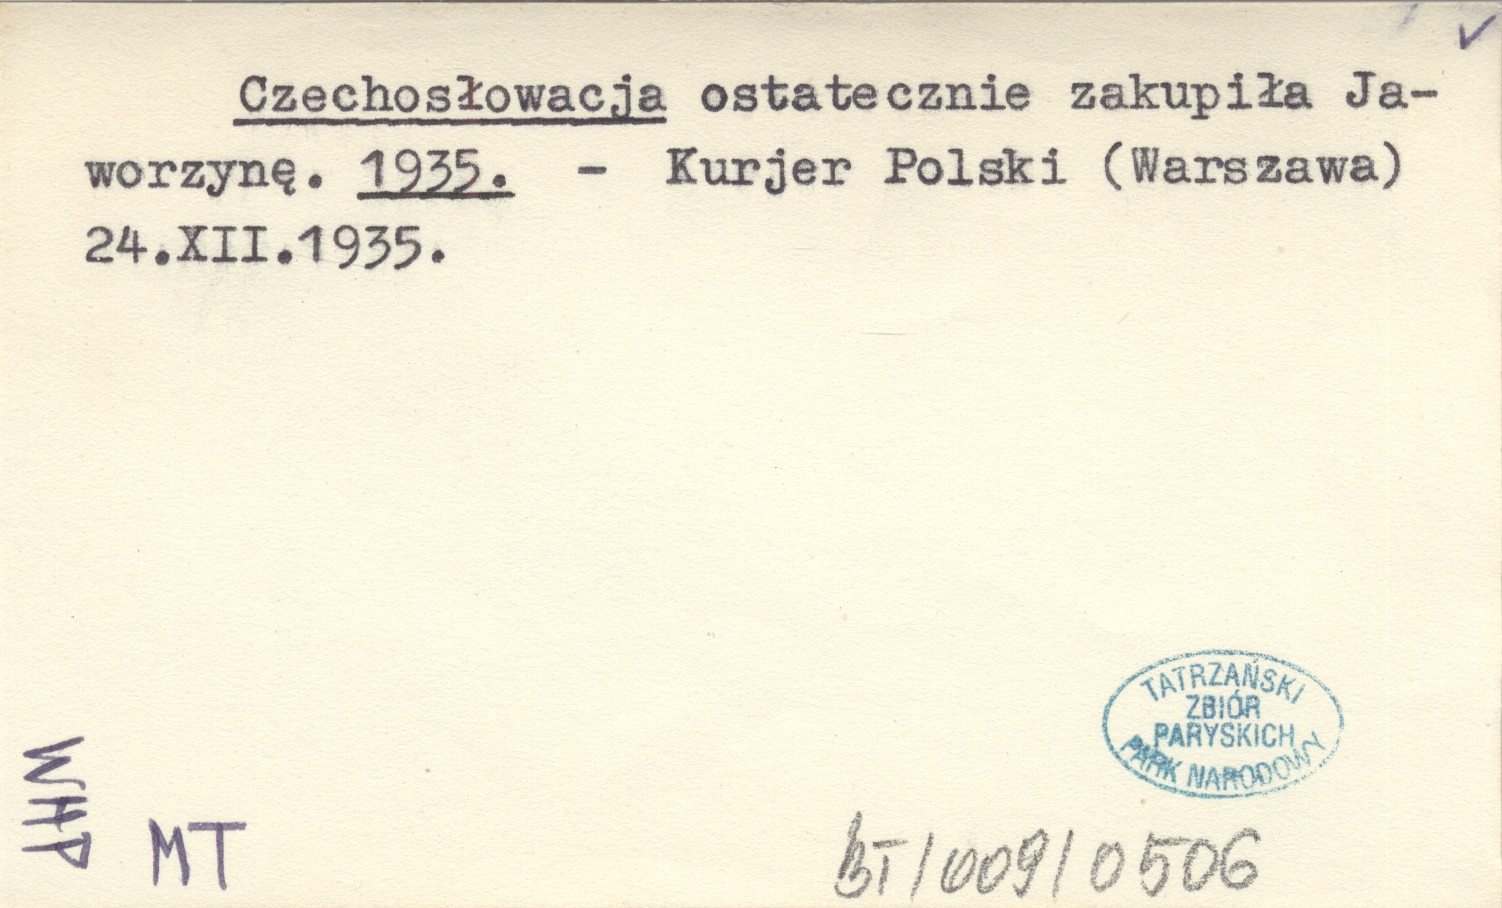 Czechosłowacja ostatecznie zakupiła Ja-
worzynę. 1935. - Kurjer Polski (Warszawa)
24.XII.1935.
TATRZAŃSKI
ZBIÓR
PARYSKICH
PARK NARODOWY
WHP
MT
BT/009/0506